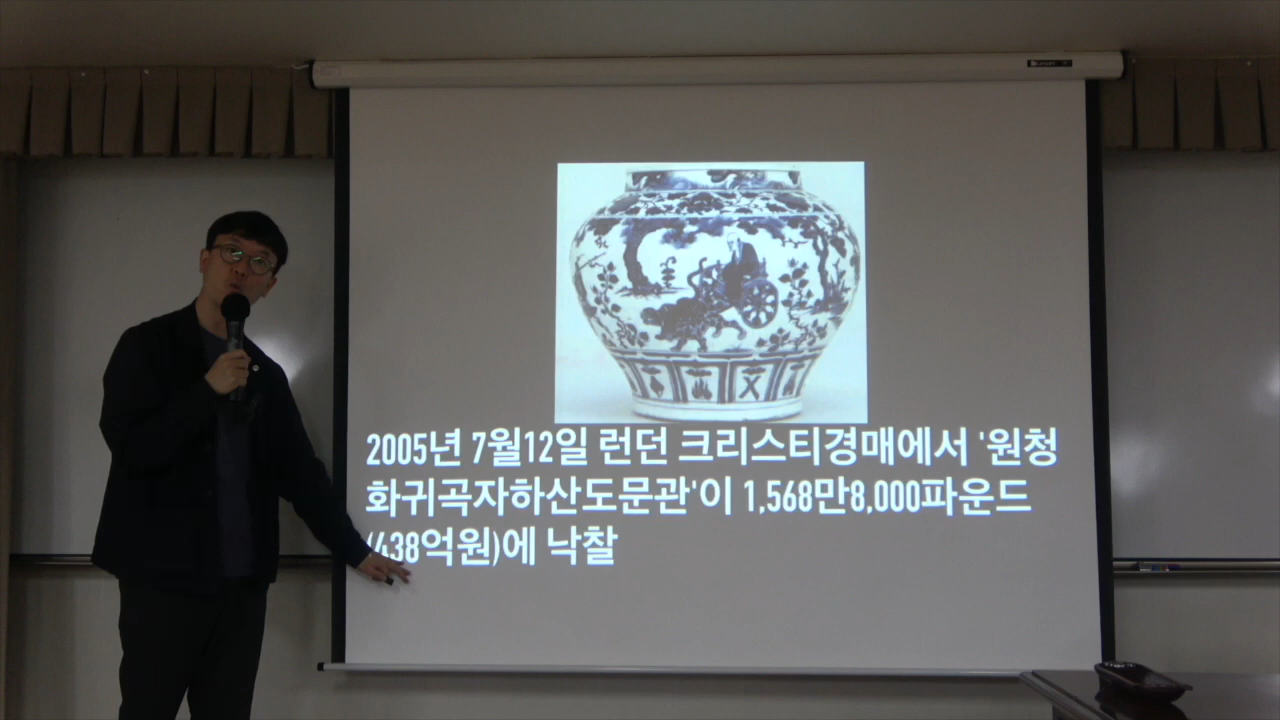 2005년 7월12일 런던 크리스티경매에서 '원청
화귀곡자하산도문관'이 1,568만8,000파운드
(438억원)에 낙찰